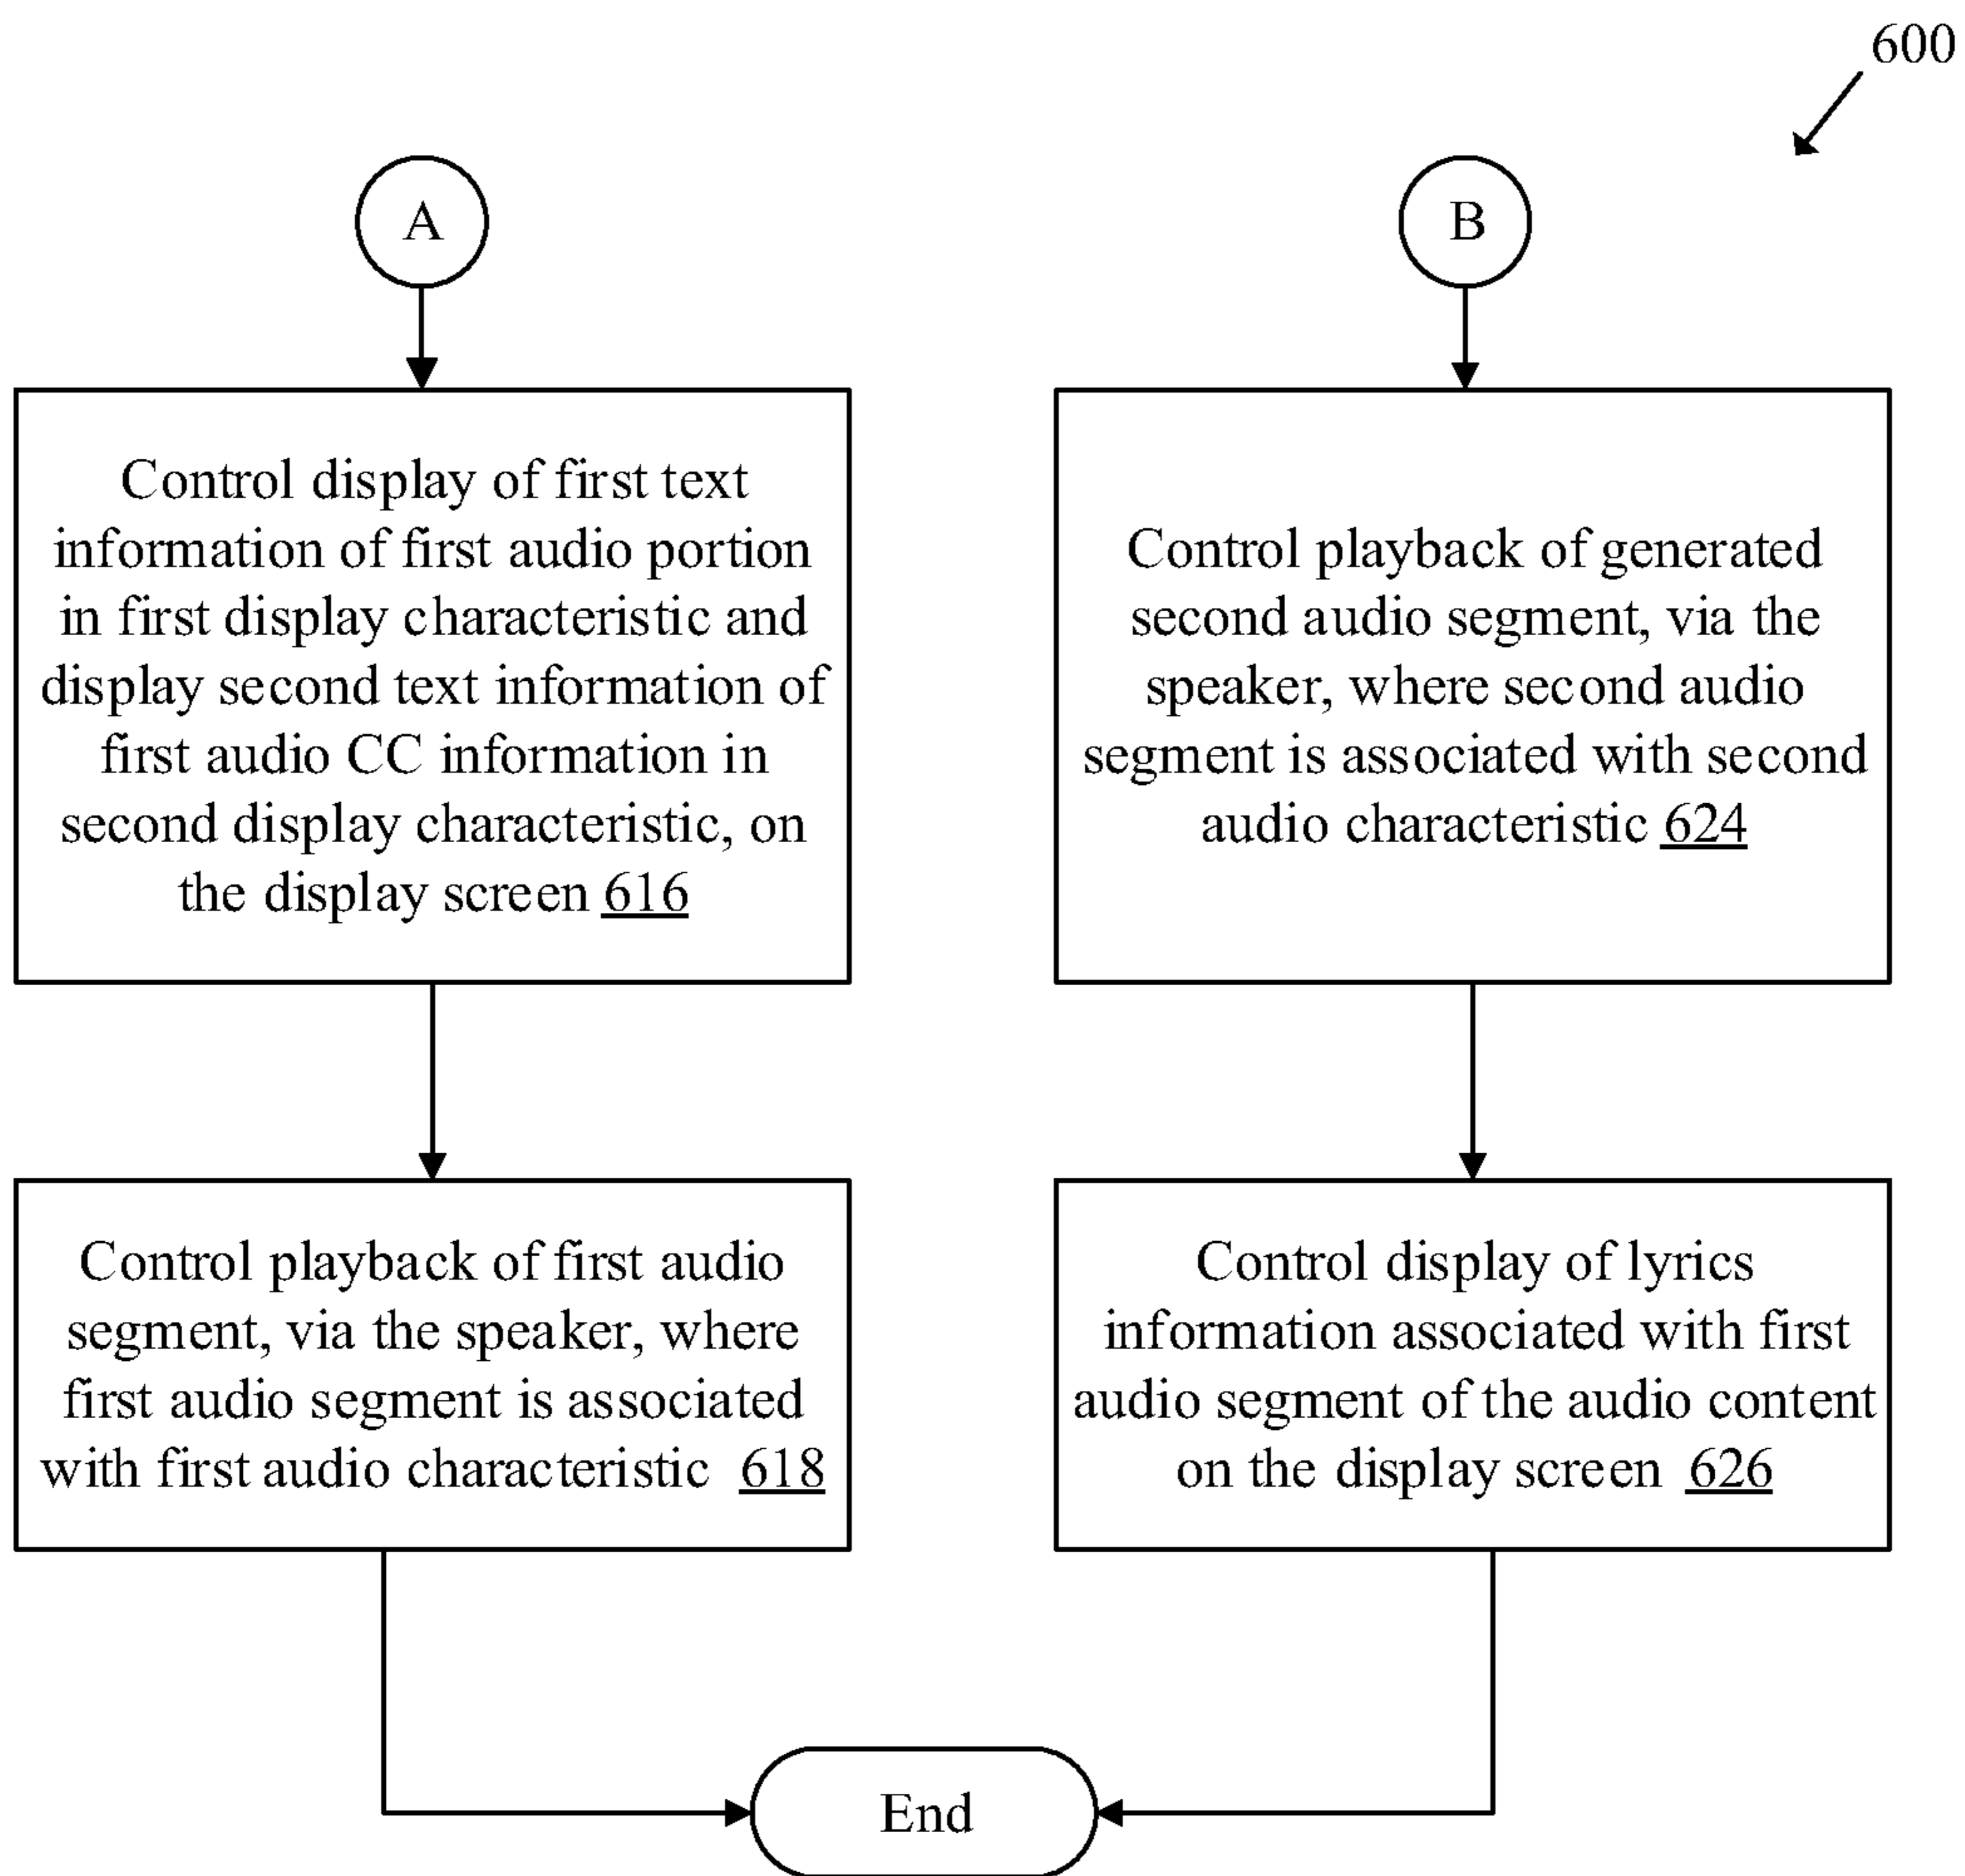 600
A
Control display of first text
information of first audio portion
in first display characteristic and
display second text information of
first audio CC information in
second display characteristic, on
the display screen 616
Control playback of first audio
segment, via the speaker, where
first audio segment is associated
with first audio characteristic 618
B
Control playback of generated
second audio segment, via the
speaker, where second audio
segment is associated with second
audio characteristic 624
Control display of lyrics
information associated with first
audio segment of the audio content
on the display screen 626
End